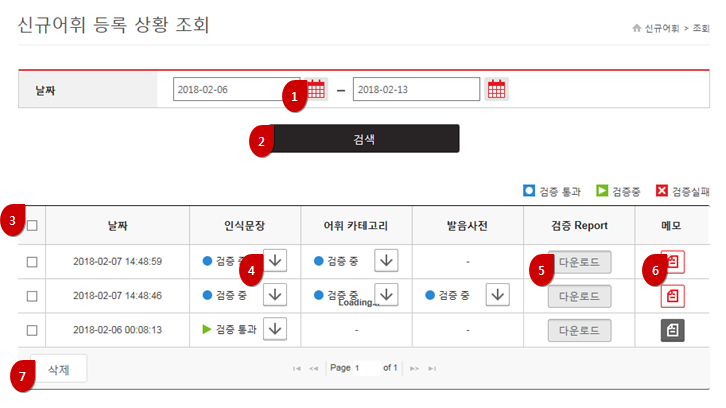 신규어휘 등록 상황 조회
신규어휘 > 조회
날짜 2018-02-06 1 – 2018-02-13
2 검색
검증 통과 검증중 검증실패
3 날짜 인식문장 어휘 카테고리 발음사전 검증 Report 메모
2018-02-07 14:48:59 검증 중 4 검증 중 - 5 다운로드 6
2018-02-07 14:48:46 검증 중 검증 중 검증 중 다운로드
Loading...
2018-02-06 00:08:13 검증 통과 - - 다운로드
7 삭제 Page 1 of 1